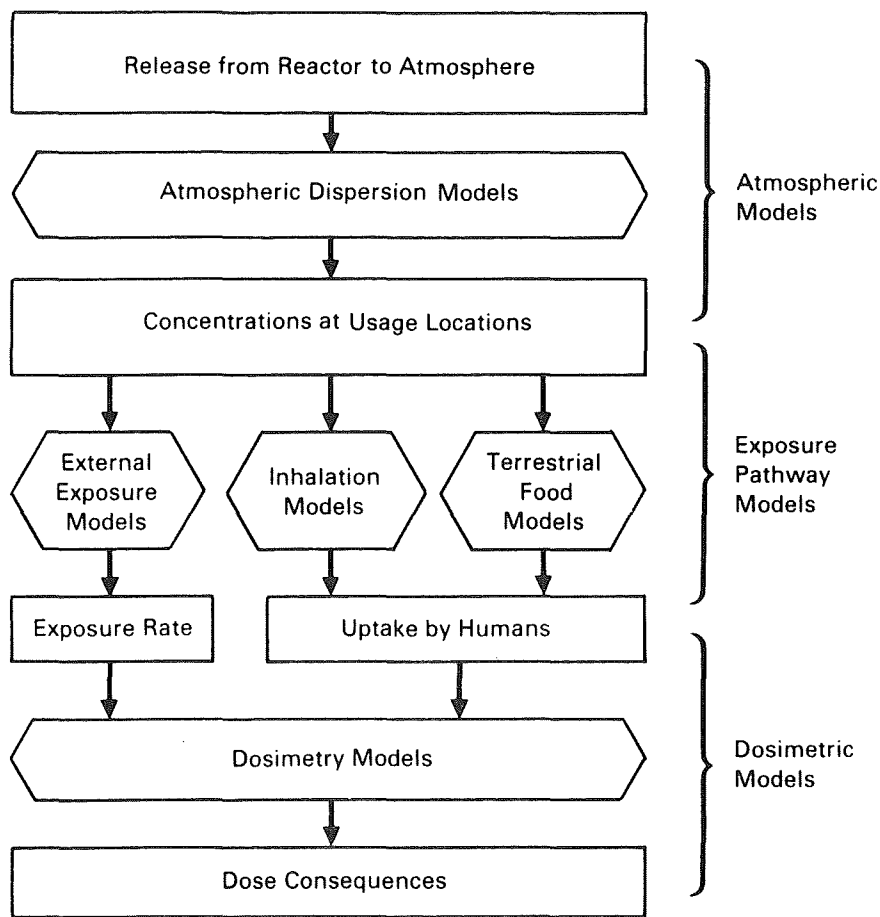 Release from Reactor to Atmosphere
Atmospheric Dispersion Models
Atmospheric
Models
Concentrations at Usage Locations
External
Exposure
Models
Inhalation
Models
Terrestrial
Food
Models
Exposure
Pathway
Models
Exposure Rate
Uptake by Humans
Dosimetry Models
Dosimetric
Models
Dose Consequences